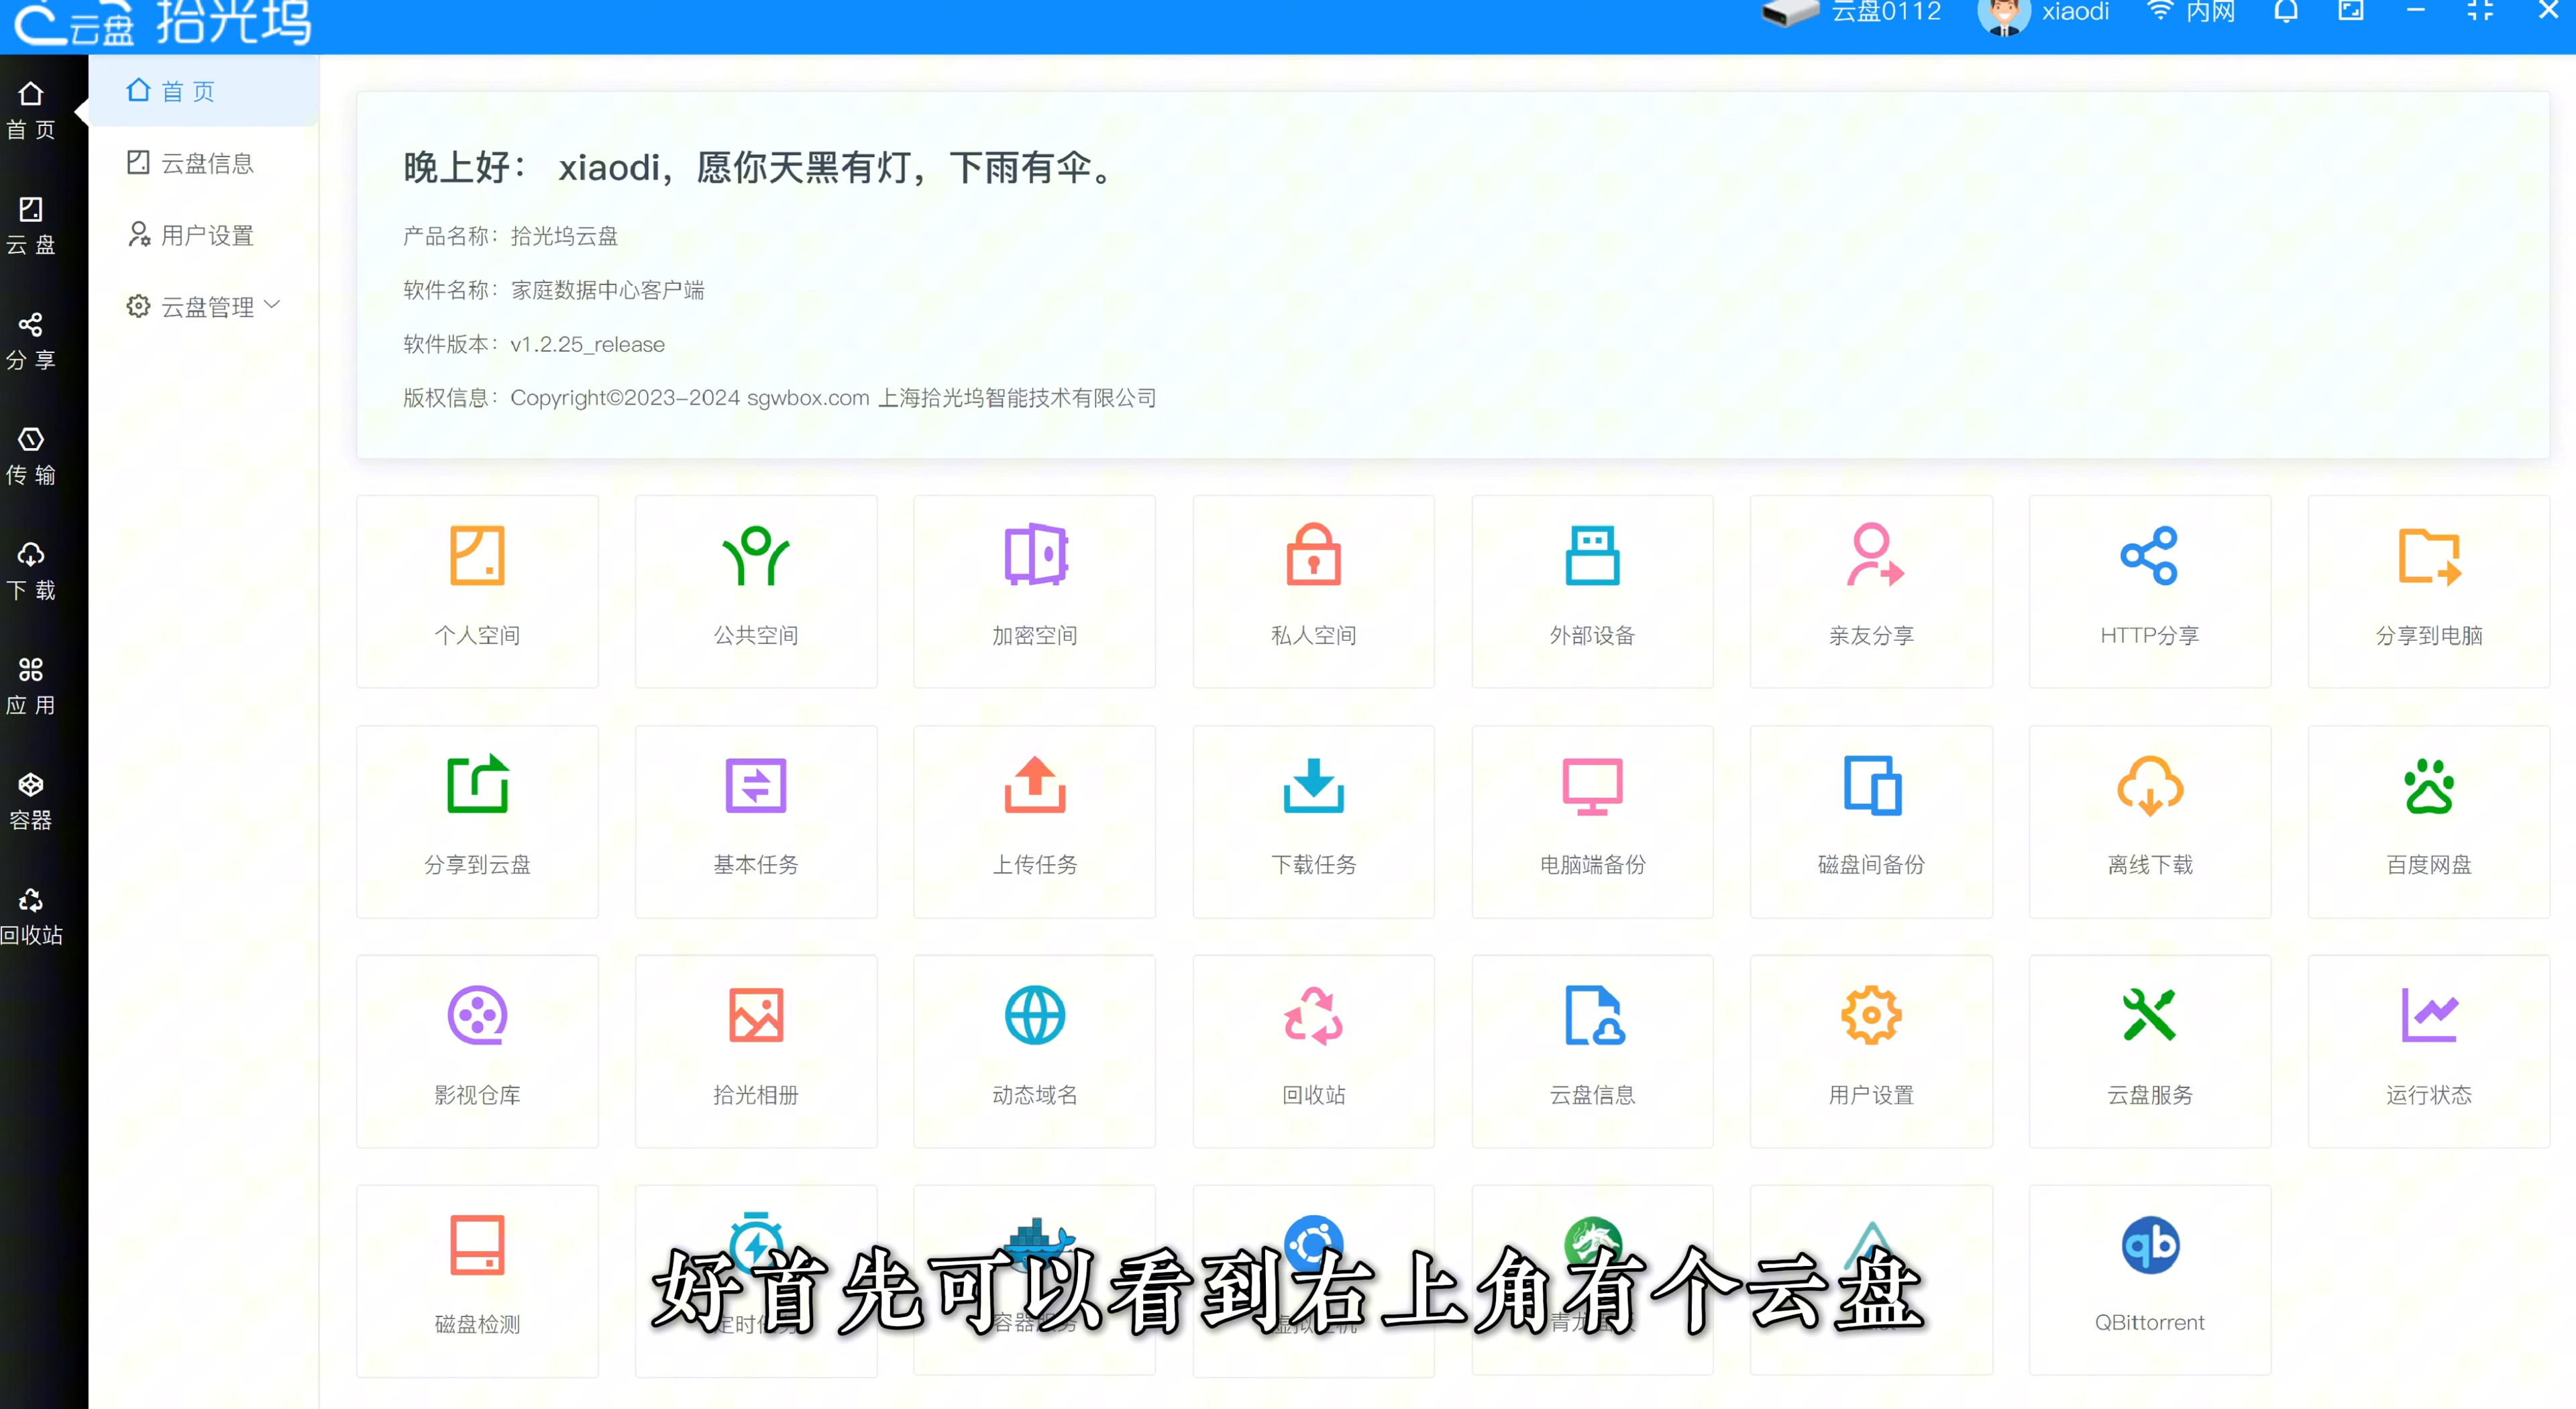 云盘 拾光坞
云盘0112 xiaodi 内网
首页
云盘
分享
传输
下载
应用
容器
回收站
首页
云盘信息
用户设置
云盘管理
晚上好： xiaodi，愿你天黑有灯，下雨有伞。
产品名称：拾光坞云盘
软件名称：家庭数据中心客户端
软件版本：v1.2.25_release
版权信息：Copyright©2023-2024 sgwbox.com 上海拾光坞智能技术有限公司
个人空间 公共空间 加密空间 私人空间 外部设备 亲友分享 HTTP分享 分享到电脑
分享到云盘 基本任务 上传任务 下载任务 电脑端备份 磁盘间备份 离线下载 百度网盘
影视仓库 拾光相册 动态域名 回收站 云盘信息 用户设置 云盘服务 运行状态
磁盘检测 QBittorrent
qb
好首先可以看到右上角有个云盘